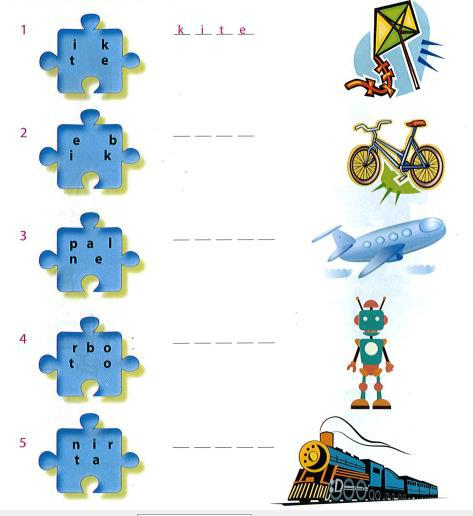 1
i k
t e
k i t e
2
e b
i k
_ _ _ _
3
p a l
n e
_ _ _ _ _
4
r b o
t o
_ _ _ _ _
5
n i r
t a
_ _ _ _ _